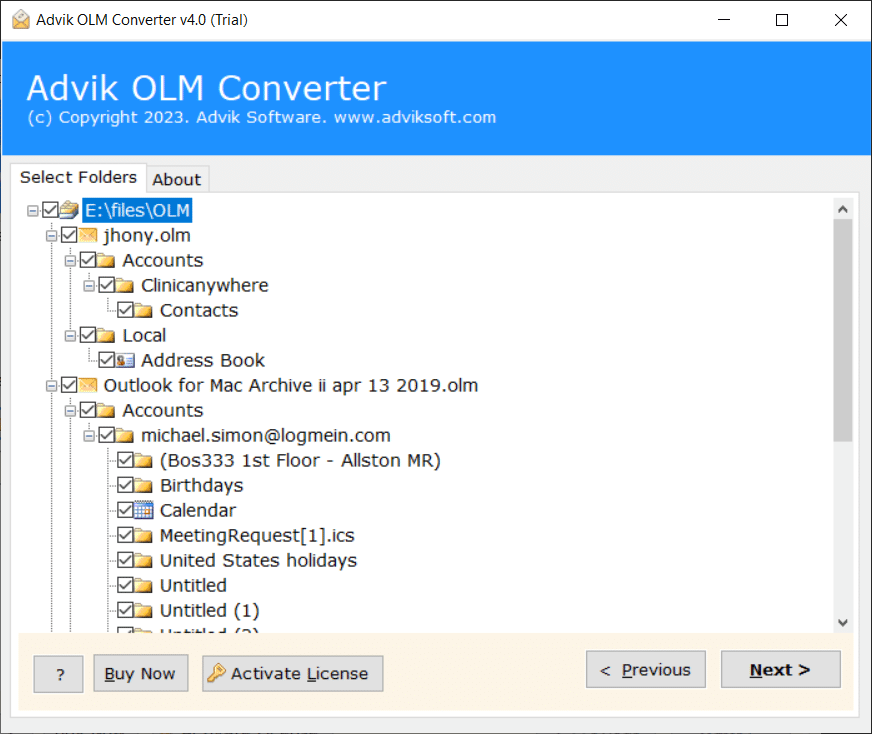 Advik OLM Converter v4.0 (Trial)
Advik OLM Converter
(c) Copyright 2023. Advik Software. www.adviksoft.com
Select Folders About
E:\files\OLM
jhony.olm
Accounts
Clinicanywhere
Contacts
Local
Address Book
Outlook for Mac Archive ii apr 13 2019.olm
Accounts
michael.simon@logmein.com
(Bos333 1st Floor - Allston MR)
Birthdays
Calendar
MeetingRequest[1].ics
United States holidays
Untitled
Untitled (1)
? Buy Now Activate License < Previous Next >